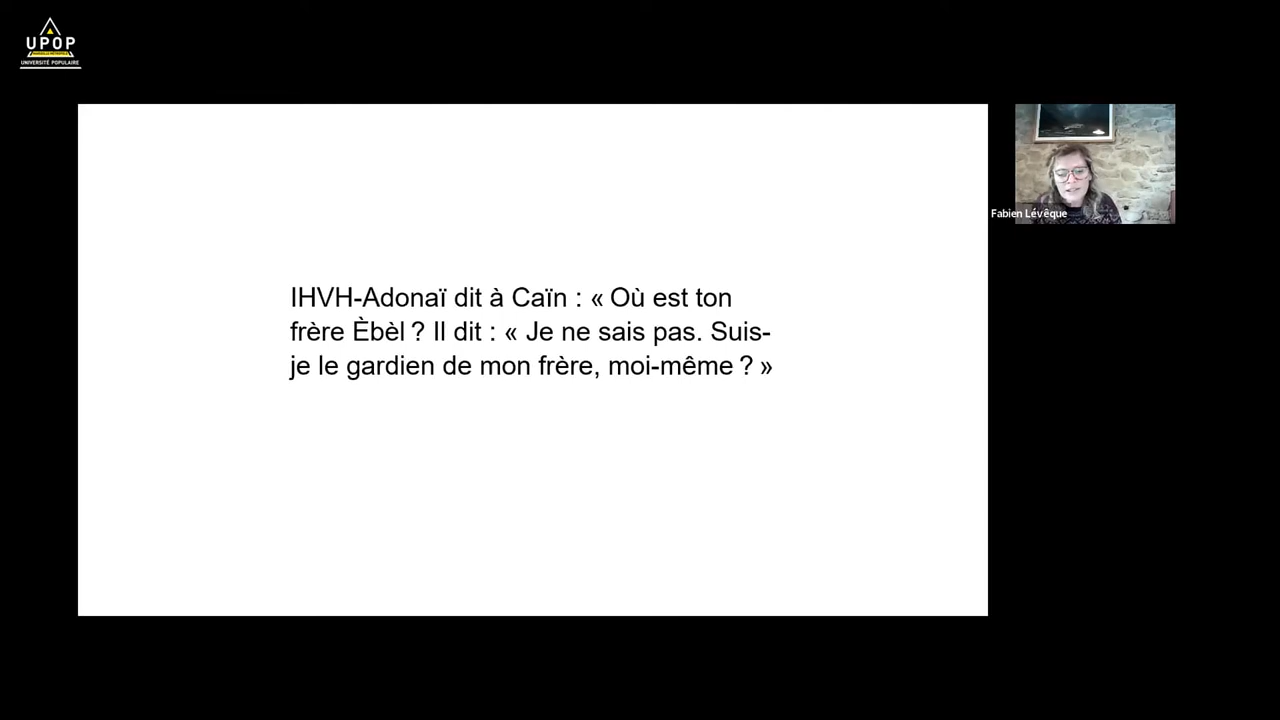 UPOP
UNIVERSITÉ POPULAIRE
IHVH-Adonaï dit à Caïn : « Où est ton
frère Èbèl ? Il dit : « Je ne sais pas. Suis-
je le gardien de mon frère, moi-même ? »
Fabien Lévêque